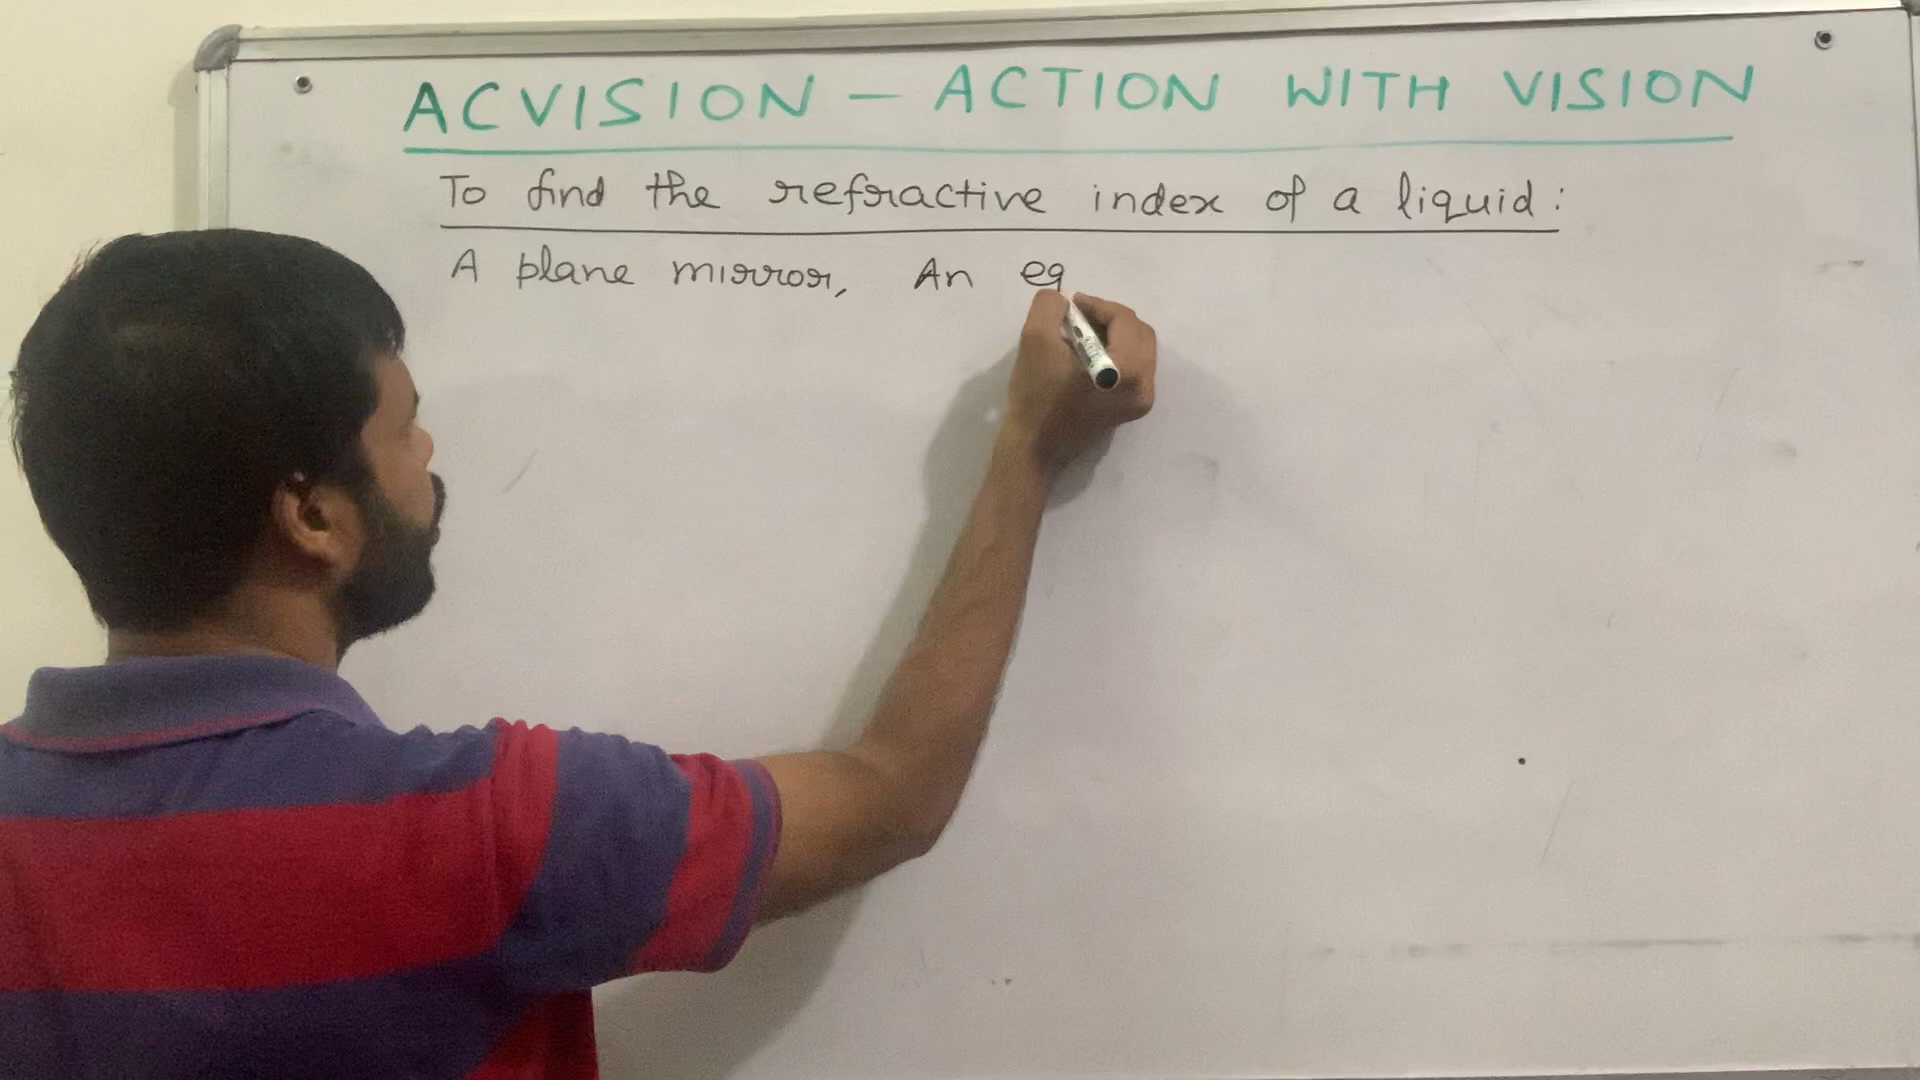 ACVISION – ACTION WITH VISION
To find the refractive index of a liquid:
A plane mirror, An eq